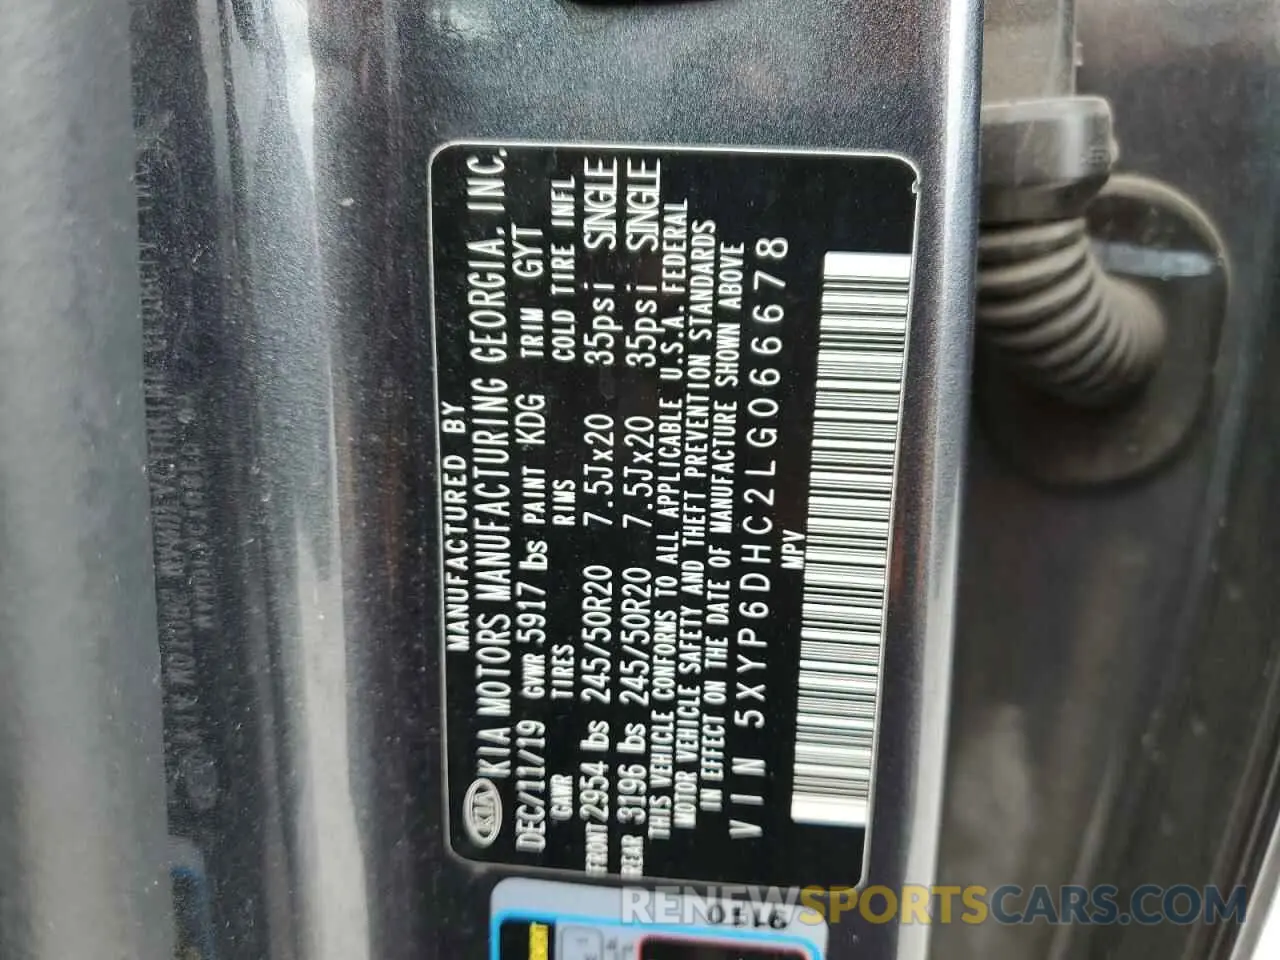 MANUFACTURED BY
KIA KIA MOTORS MANUFACTURING GEORGIA. INC.
DEC/11/19 GVWR 5917 lbs PAINT KDG TRIM GYT
GAWR TIRES RIMS COLD TIRE INFL
FRONT 2954 lbs 245/50R20 7.5Jx20 35psi SINGLE
REAR 3196 lbs 245/50R20 7.5Jx20 35psi SINGLE
THIS VEHICLE CONFORMS TO ALL APPLICABLE U.S.A. FEDERAL
MOTOR VEHICLE SAFETY AND THEFT PREVENTION STANDARDS
IN EFFECT ON THE DATE OF MANUFACTURE SHOWN ABOVE
VIN 5XYP6DHC2LG066678
MPV
RENEWSPORTSCARS.COM